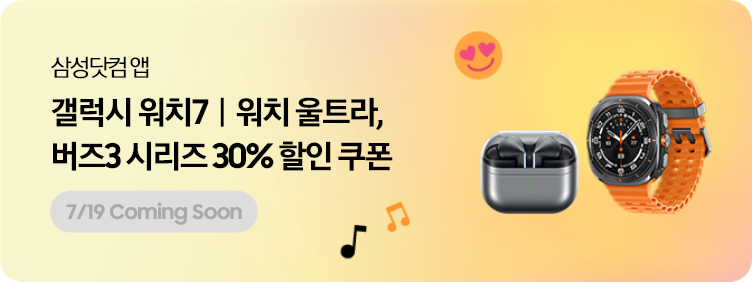 삼성닷컴 앱
갤럭시 워치7 | 워치 울트라,
버즈3 시리즈 30% 할인 쿠폰
7/19 Coming Soon